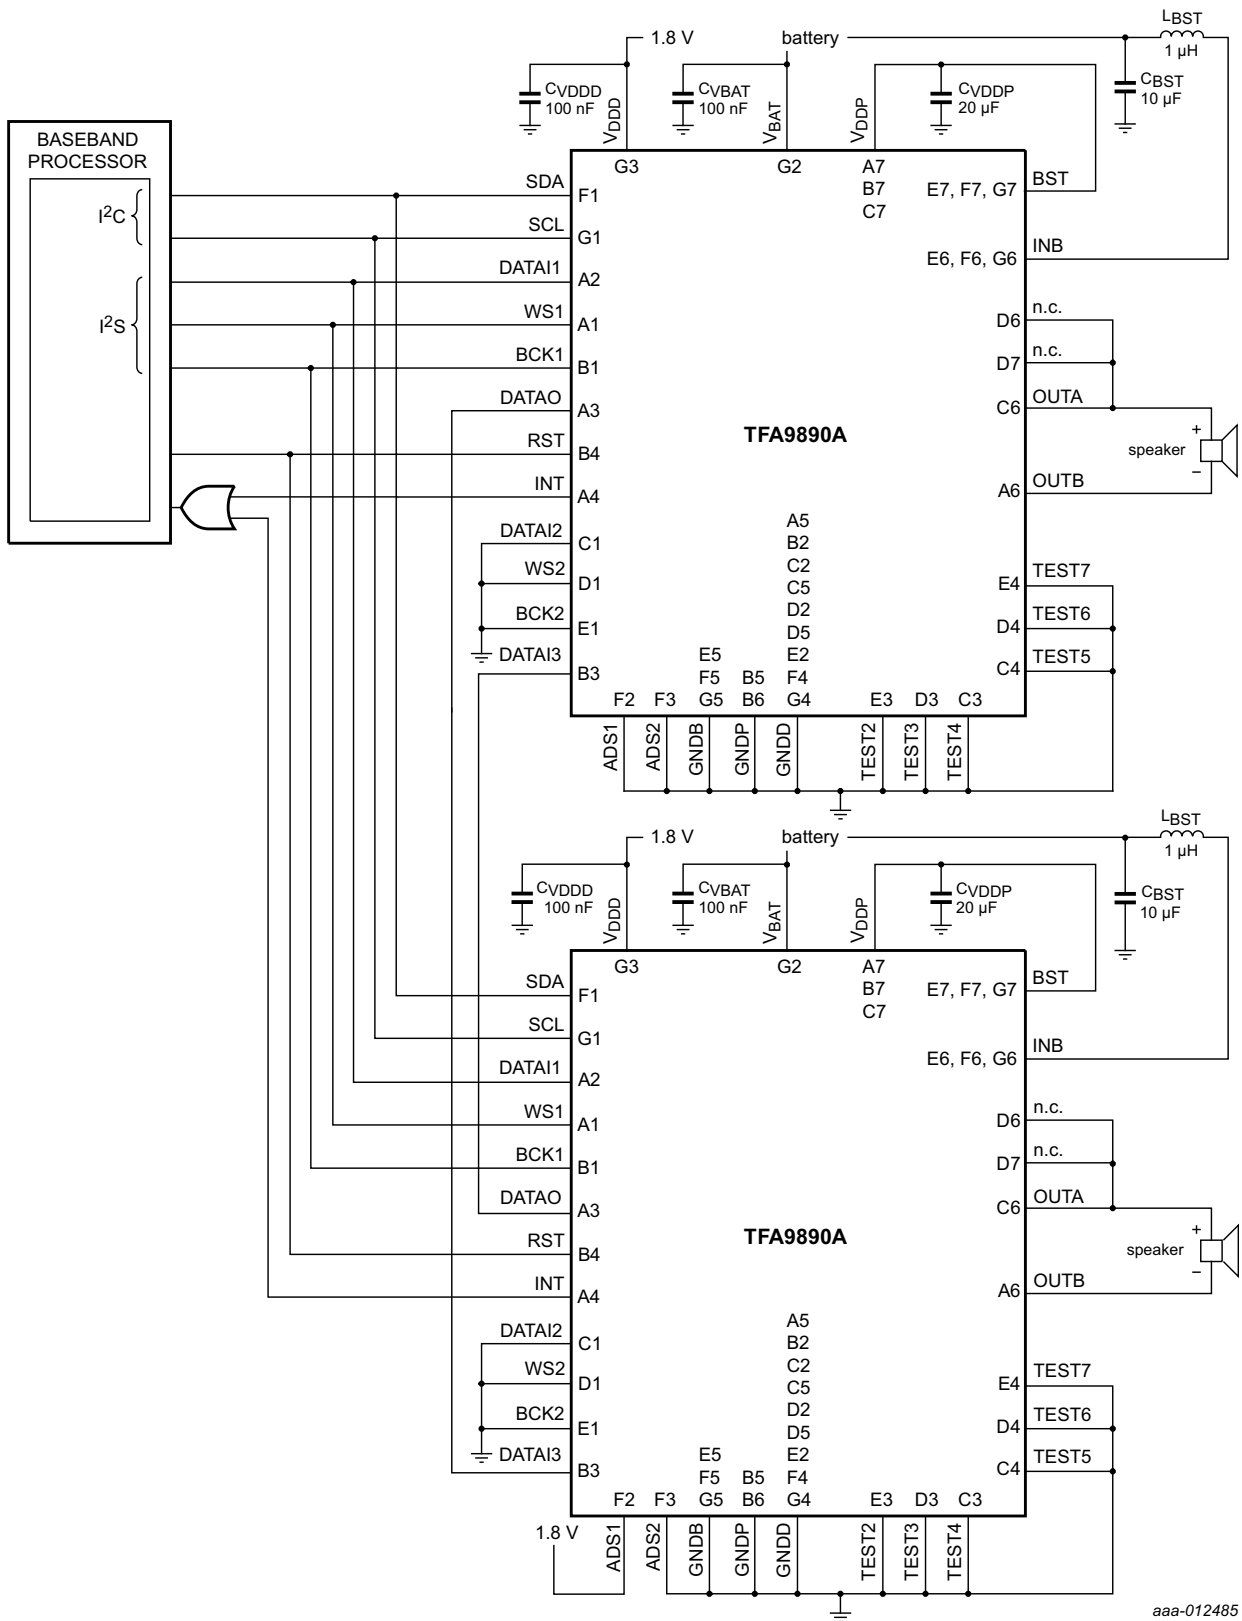 LBST
1.8 V
battery
1 µH
CVDDD
100 nF
CVBAT
100 nF
CVDDP
20 µF
CBST
10 µF
VDDD
VBAT
VDDP
BASEBAND
PROCESSOR
I2C
I2S
G3
G2
A7
B7
C7
SDA
F1
E7, F7, G7
BST
SCL
G1
E6, F6, G6
INB
DATAI1
A2
WS1
A1
D6
n.c.
BCK1
B1
D7
n.c.
DATAO
A3
C6
OUTA
RST
B4
TFA9890A
speaker
+
−
INT
A4
A6
OUTB
DATAI2
C1
WS2
D1
BCK2
E1
DATAI3
B3
A5
B2
C2
C5
D2
D5
E2
F4
G4
E5
F5
G5
B5
B6
E4
TEST7
D4
TEST6
C4
TEST5
F2
F3
E3
D3
C3
ADS1
ADS2
GNDB
GNDP
GNDD
TEST2
TEST3
TEST4
LBST
1.8 V
battery
1 µH
CVDDD
100 nF
CVBAT
100 nF
CVDDP
20 µF
CBST
10 µF
VDDD
VBAT
VDDP
G3
G2
A7
B7
C7
SDA
F1
E7, F7, G7
BST
SCL
G1
E6, F6, G6
INB
DATAI1
A2
WS1
A1
D6
n.c.
BCK1
B1
D7
n.c.
DATAO
A3
C6
OUTA
RST
B4
TFA9890A
speaker
+
−
INT
A4
A6
OUTB
DATAI2
C1
WS2
D1
BCK2
E1
DATAI3
B3
A5
B2
C2
C5
D2
D5
E2
F4
G4
E5
F5
G5
B5
B6
E4
TEST7
D4
TEST6
C4
TEST5
F2
F3
E3
D3
C3
1.8 V
ADS1
ADS2
GNDB
GNDP
GNDD
TEST2
TEST3
TEST4
aaa-012485